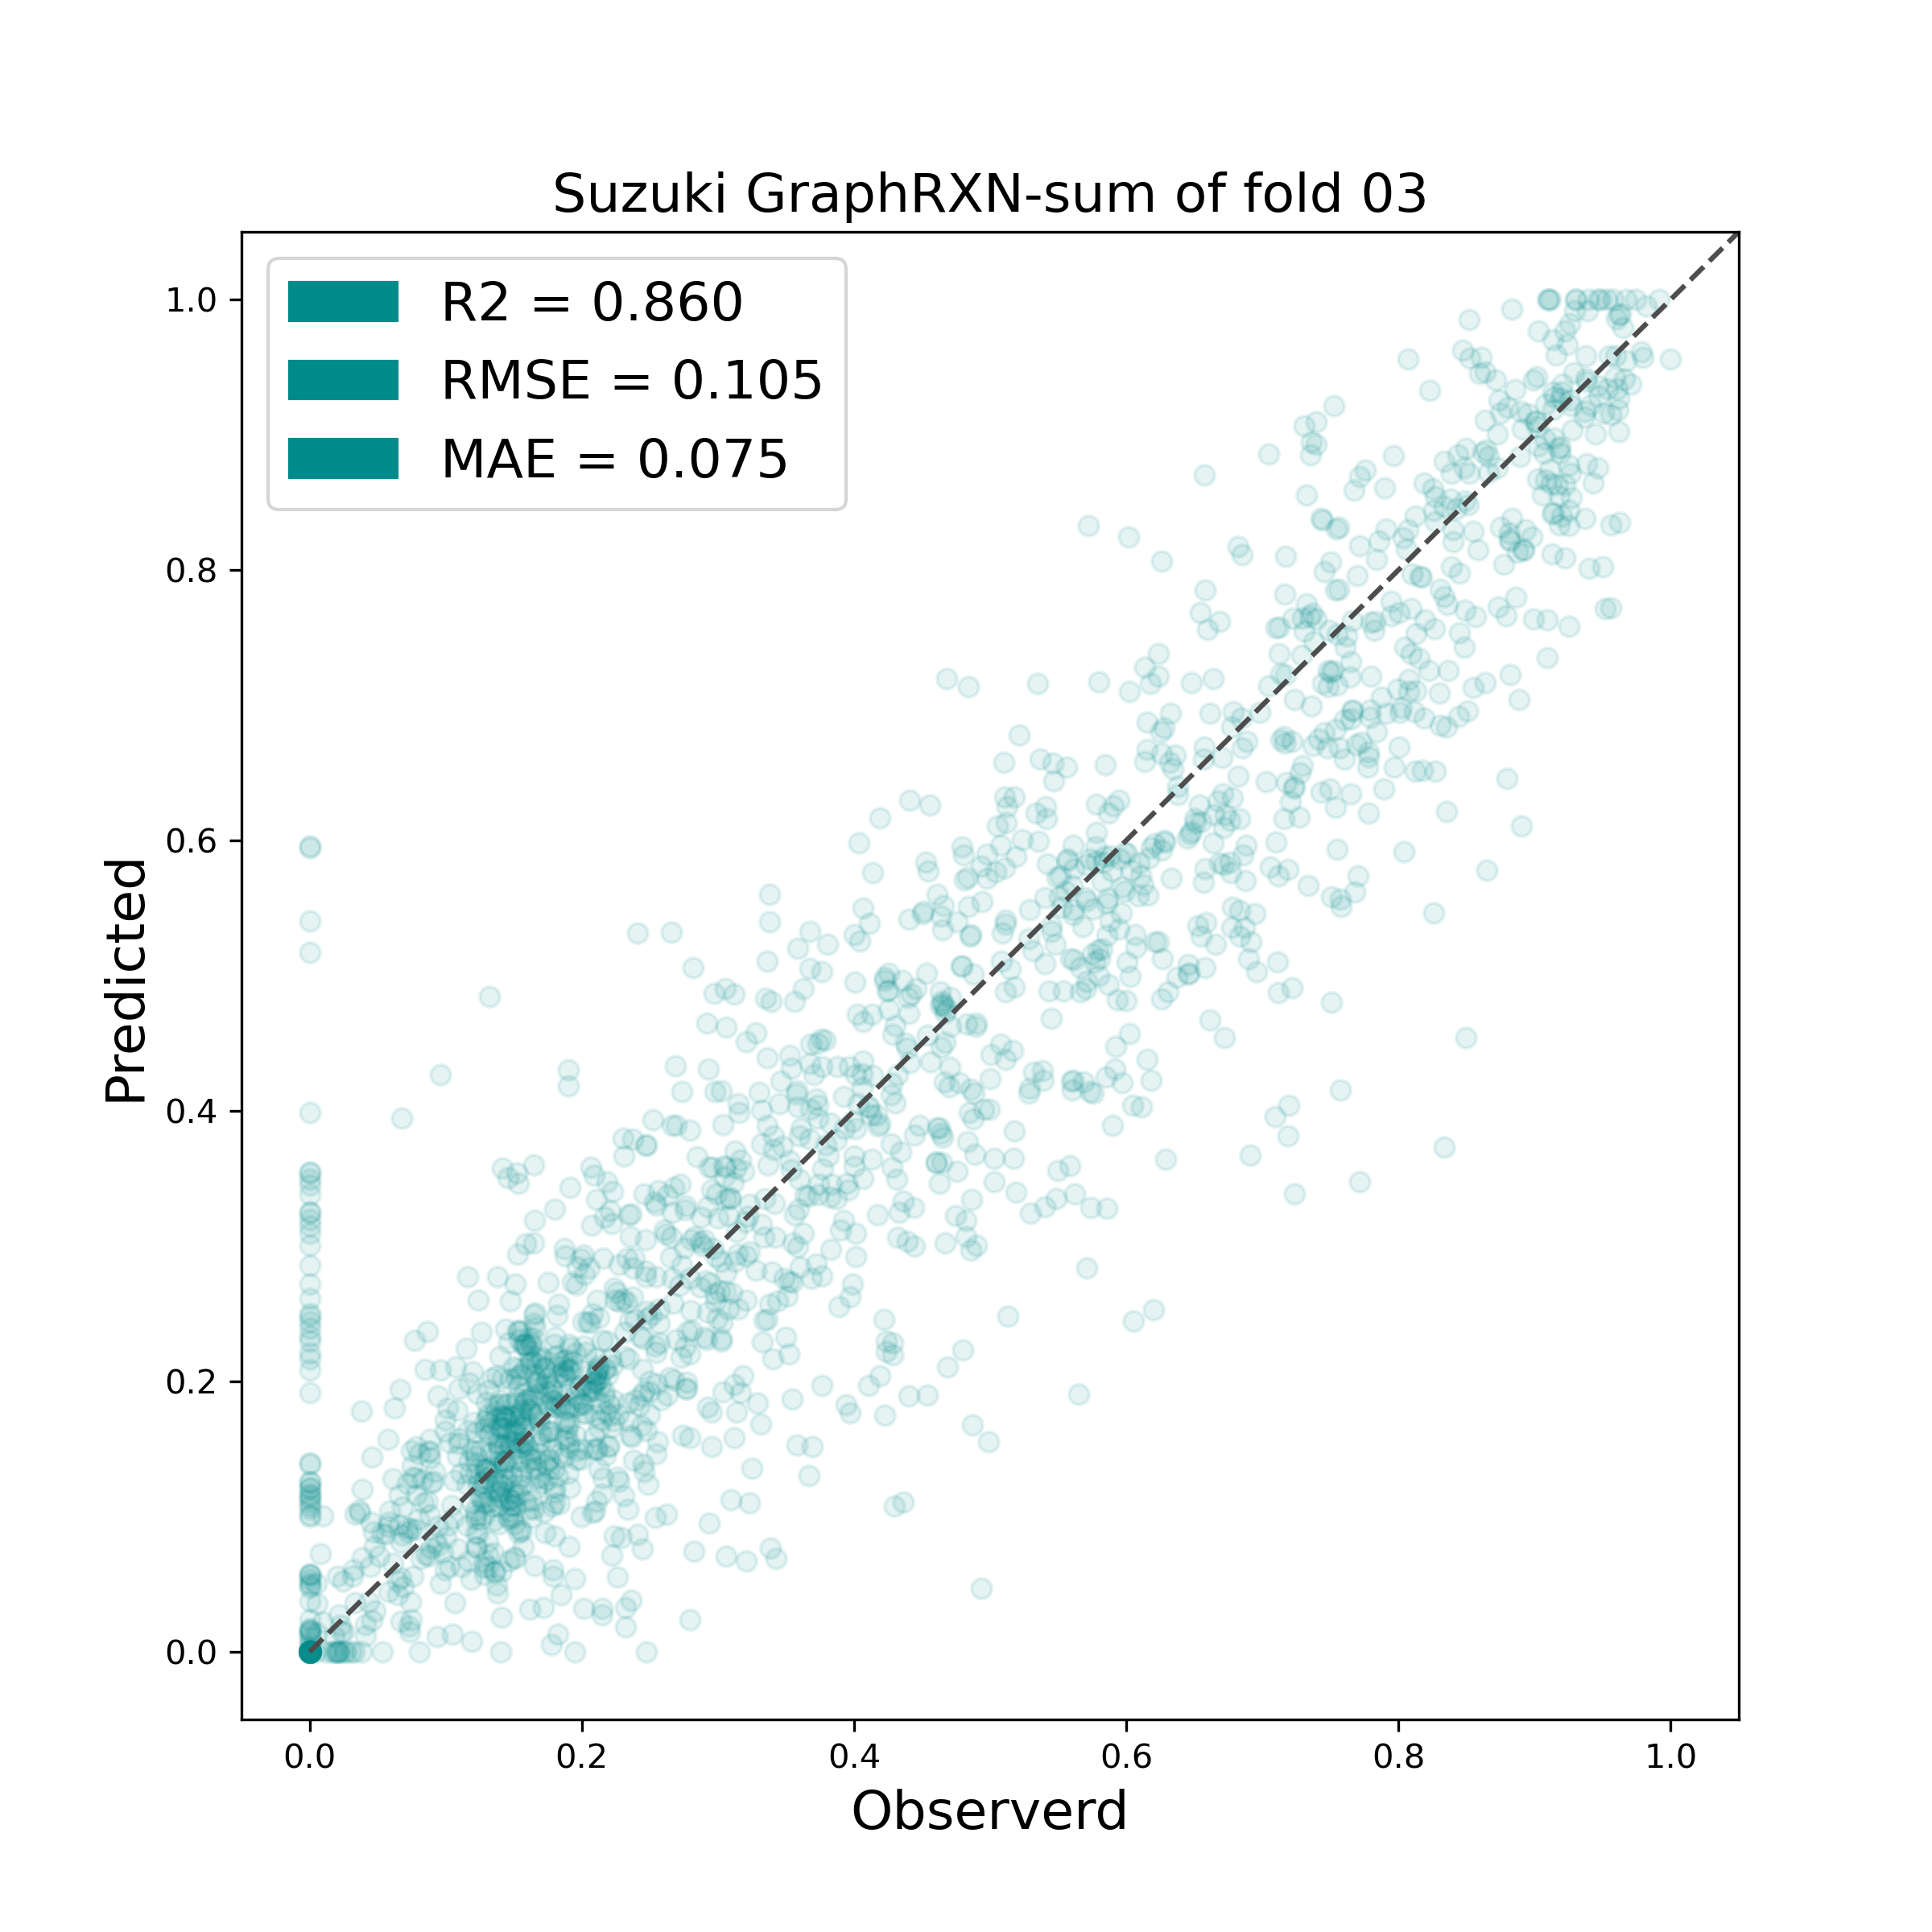 Suzuki GraphRXN-sum of fold 03
R2 = 0.860
RMSE = 0.105
MAE = 0.075
1.0
0.8
0.6
0.4
0.2
0.0
Predicted
0.0 0.2 0.4 0.6 0.8 1.0
Observerd